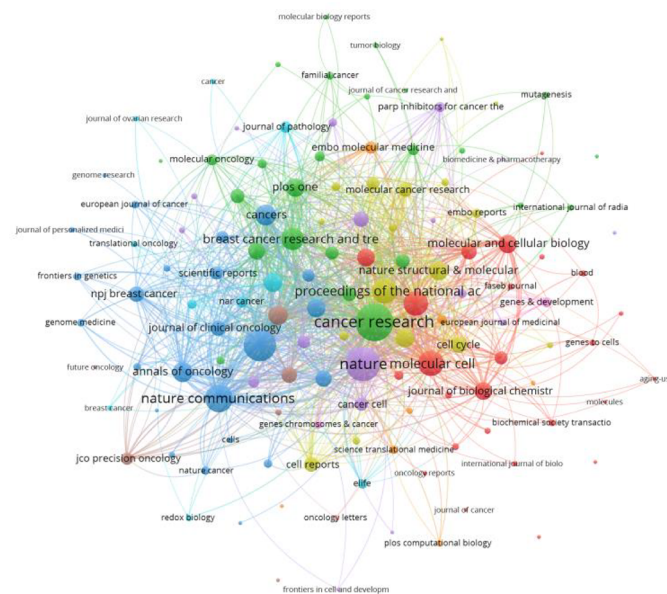 molecular biology reports
tumor biology
familial cancer
cancer
journal of cancer research and
mutagenesis
parp inhibitors for cancer the
journal of ovarian research
journal of pathology
embo molecular medicine
molecular oncology
biomedicine & pharmacotherapy
genome research
plos one
molecular cancer research
european journal of cancer
cancers
embo reports
international journal of radia
journal of personalized medici
translational oncology
breast cancer research and tre
molecular and cellular biology
frontiers in genetics
scientific reports
nature structural & molecular
blood
npj breast cancer
nar cancer
proceedings of the national ac
faseb journal
genes & development
genome medicine
journal of clinical oncology
cancer research
european journal of medicinal
cell cycle
genes to cells
future oncology
annals of oncology
nature
molecular cell
aging-us
nature communications
journal of biological chemistr
breast cancer
cancer cell
molecules
genes chromosomes & cancer
biochemical society transactio
cells
science translational medicine
jco precision oncology
nature cancer
cell reports
international journal of biolo
oncology reports
elife
redox biology
oncology letters
journal of cancer
plos computational biology
frontiers in cell and developm